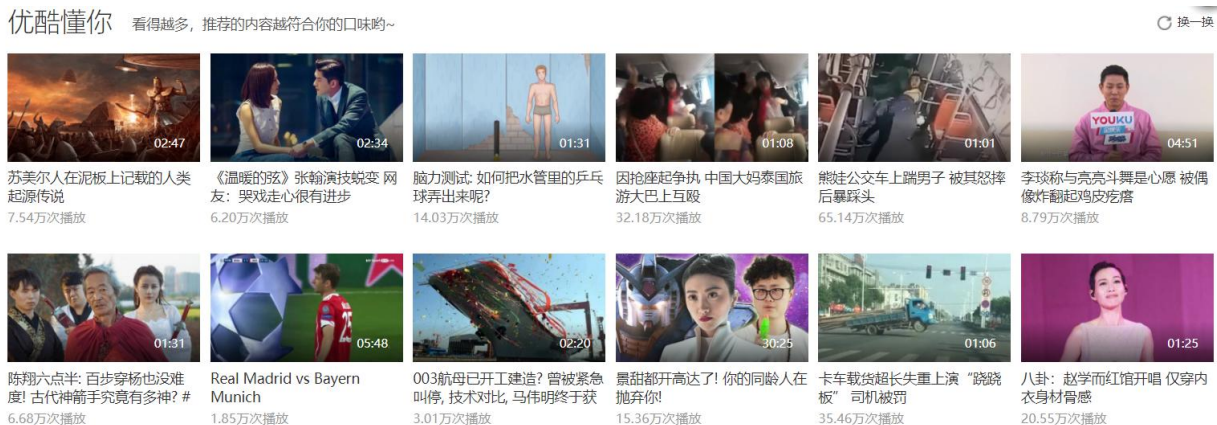 优酷懂你 看得越多，推荐的内容越符合你的口味哟~ 换一换
02:47
02:34
01:31
01:08
01:01
YOUKU
04:51
苏美尔人在泥板上记载的人类
起源传说
7.54万次播放
《温暖的弦》张翰演技蜕变 网
友：哭戏走心很有进步
6.20万次播放
脑力测试: 如何把水管里的乒乓
球弄出来呢?
14.03万次播放
因抢座起争执 中国大妈泰国旅
游大巴上互殴
32.18万次播放
熊娃公交车上踹男子 被其怒摔
后暴踩头
65.14万次播放
李琰称与亮亮斗舞是心愿 被偶
像炸翻起鸡皮疙瘩
8.79万次播放
01:31
05:48
02:20
30:25
01:06
01:25
陈翔六点半: 百步穿杨也没难
度! 古代神箭手究竟有多神? #
6.68万次播放
Real Madrid vs Bayern
Munich
1.85万次播放
003航母已开工建造? 曾被紧急
叫停, 技术对比, 马伟明终于获
3.01万次播放
景甜都开高达了! 你的同龄人在
抛弃你!
15.36万次播放
卡车载货超长失重上演“跷跷
板” 司机被罚
35.46万次播放
八卦：赵学而红馆开唱 仅穿内
衣身材骨感
20.55万次播放